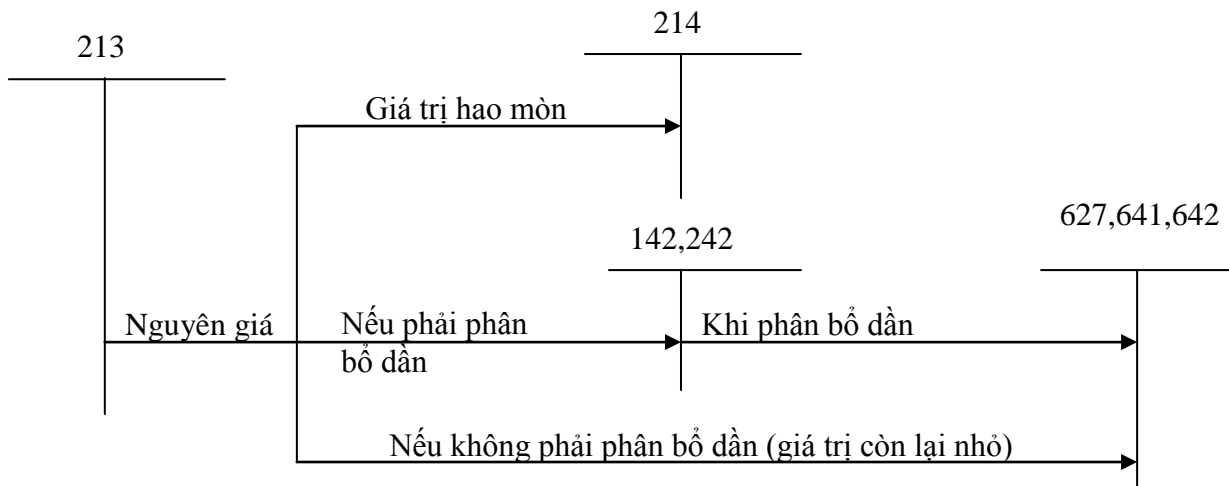 213
214
Giá trị hao mòn
627,641,642
142,242
Nguyên giá
Nếu phải phân
bổ dần
Khi phân bổ dần
Nếu không phải phân bổ dần (giá trị còn lại nhỏ)